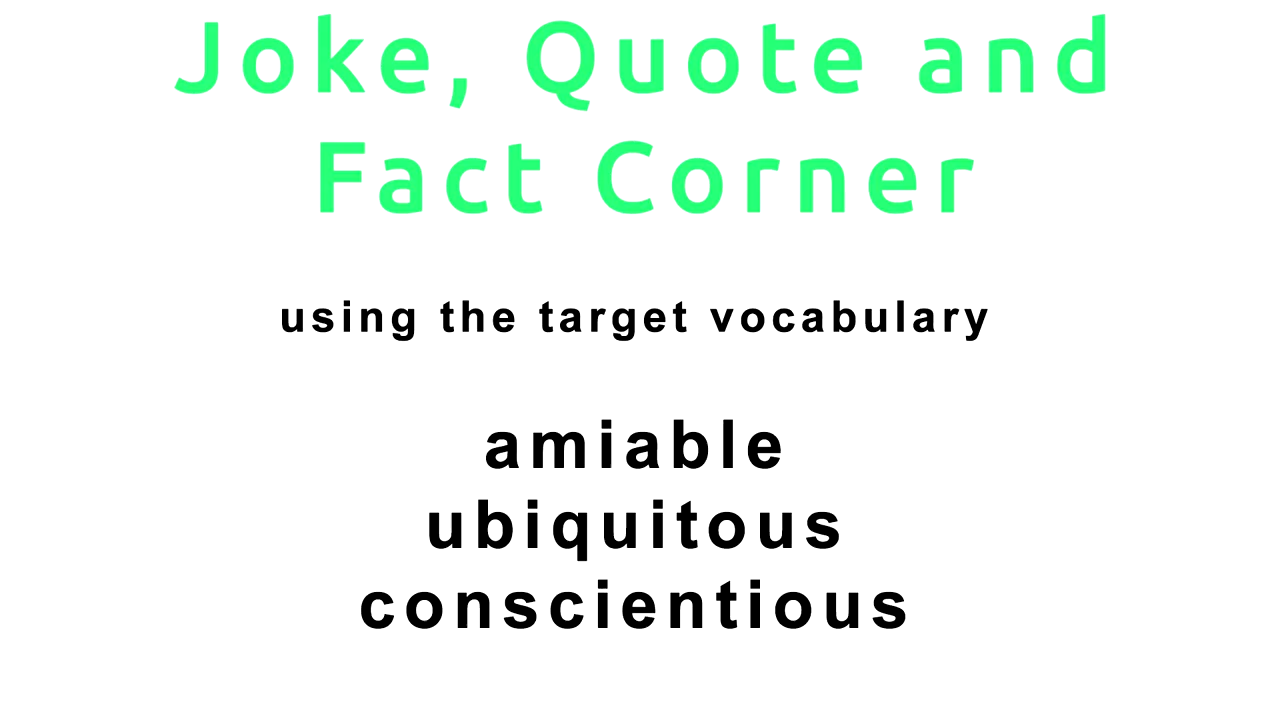 Joke, Quote and
Fact Corner
using the target vocabulary
amiable
ubiquitous
conscientious